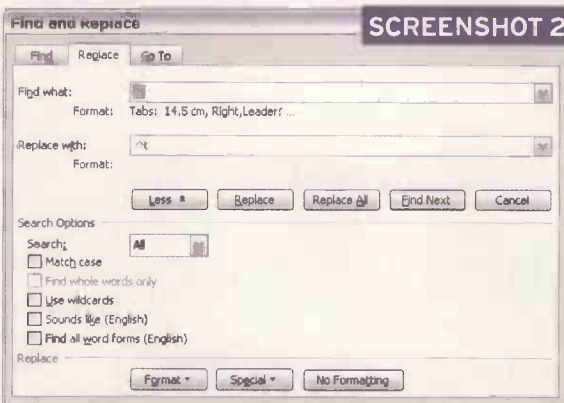 Find and Replace
SCREENSHOT 2
Find Replace Go To
Find what:
Format: Tabs: 14.5 cm, Right,Leader: ...
Replace with: ^t
Format:
Less Replace Replace All Find Next Cancel
Search Options
Search: All
Match case
Find whole words only
Use wildcards
Sounds like (English)
Find all word forms (English)
Replace
Format Special No Formatting